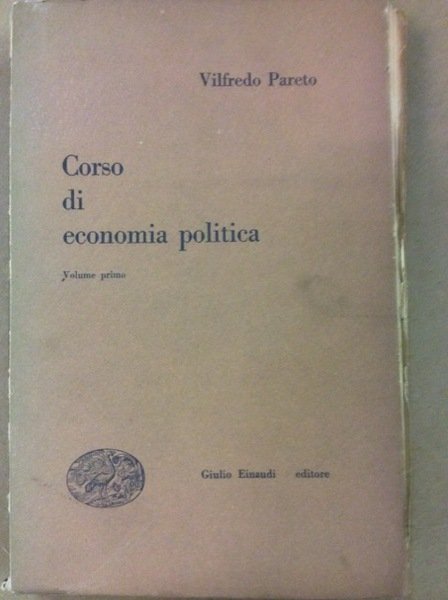 Vilfredo Pareto
Corso
di
economia politica
Volume primo
Giulio Einaudi editore